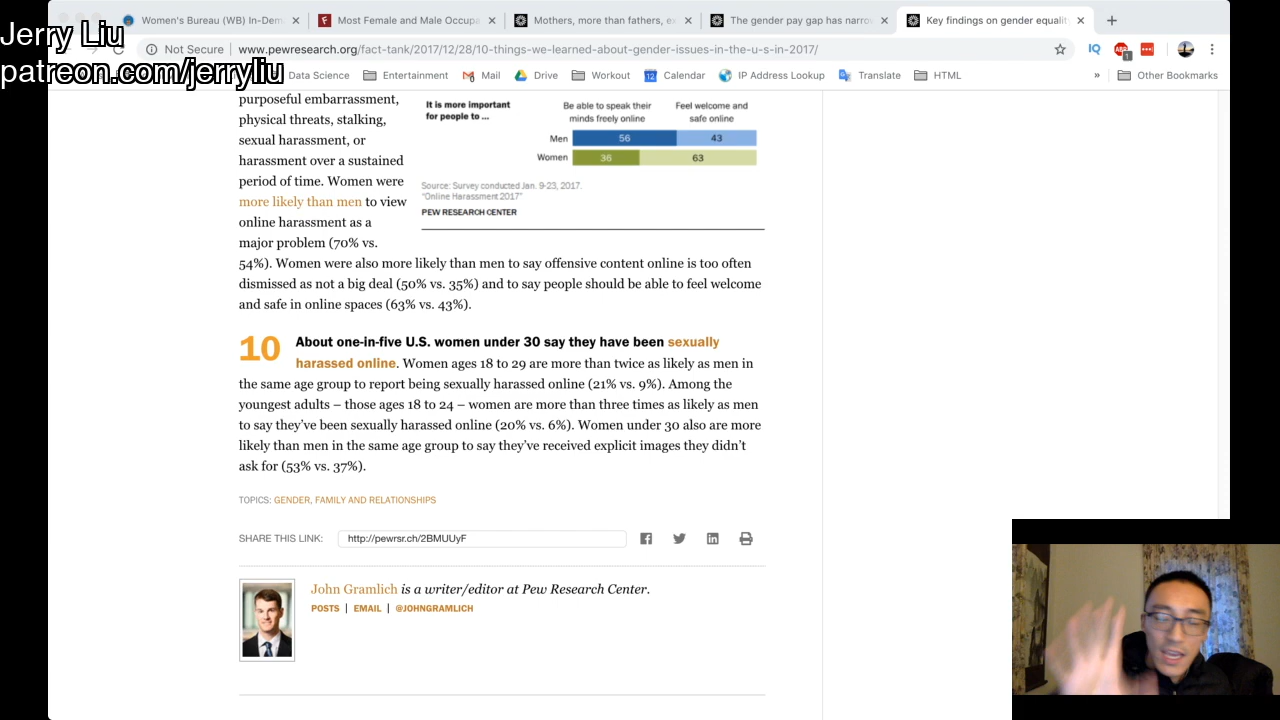 Jerry Liu
patreon.com/jerryliu
Women's Bureau (WB) In-Dem
Most Female and Male Occupa
Mothers, more than fathers, ex
The gender pay gap has narrow
Key findings on gender equality
Not Secure
www.pewresearch.org/fact-tank/2017/12/28/10-things-we-learned-about-gender-issues-in-the-u-s-in-2017/
IQ
ABP
1
Data Science
Entertainment
Mail
Drive
Workout
12
Calendar
IP Address Lookup
Translate
HTML
»
Other Bookmarks
purposeful embarrassment,
physical threats, stalking,
sexual harassment, or
harassment over a sustained
period of time. Women were
more likely than men to view
online harassment as a
major problem (70% vs.
54%). Women were also more likely than men to say offensive content online is too often
dismissed as not a big deal (50% vs. 35%) and to say people should be able to feel welcome
and safe in online spaces (63% vs. 43%).
It is more important
for people to ...
Be able to speak their
minds freely online
Feel welcome and
safe online
Men 56 43
Women 36 63
Source: Survey conducted Jan. 9-23, 2017.
"Online Harassment 2017"
PEW RESEARCH CENTER
10 About one-in-five U.S. women under 30 say they have been sexually
harassed online. Women ages 18 to 29 are more than twice as likely as men in
the same age group to report being sexually harassed online (21% vs. 9%). Among the
youngest adults – those ages 18 to 24 – women are more than three times as likely as men
to say they've been sexually harassed online (20% vs. 6%). Women under 30 also are more
likely than men in the same age group to say they've received explicit images they didn't
ask for (53% vs. 37%).
TOPICS: GENDER, FAMILY AND RELATIONSHIPS
SHARE THIS LINK: http://pewrsr.ch/2BMUUyF
John Gramlich is a writer/editor at Pew Research Center.
POSTS | EMAIL | @JOHNGRAMLICH